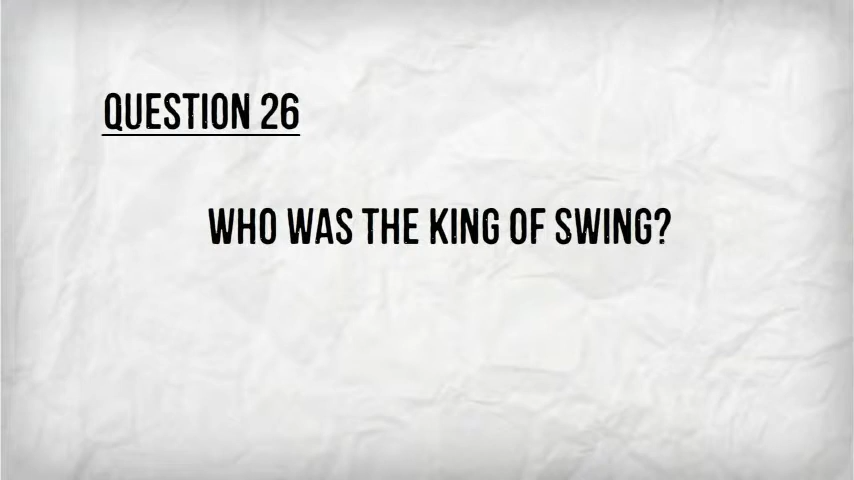 QUESTION 26
WHO WAS THE KING OF SWING?